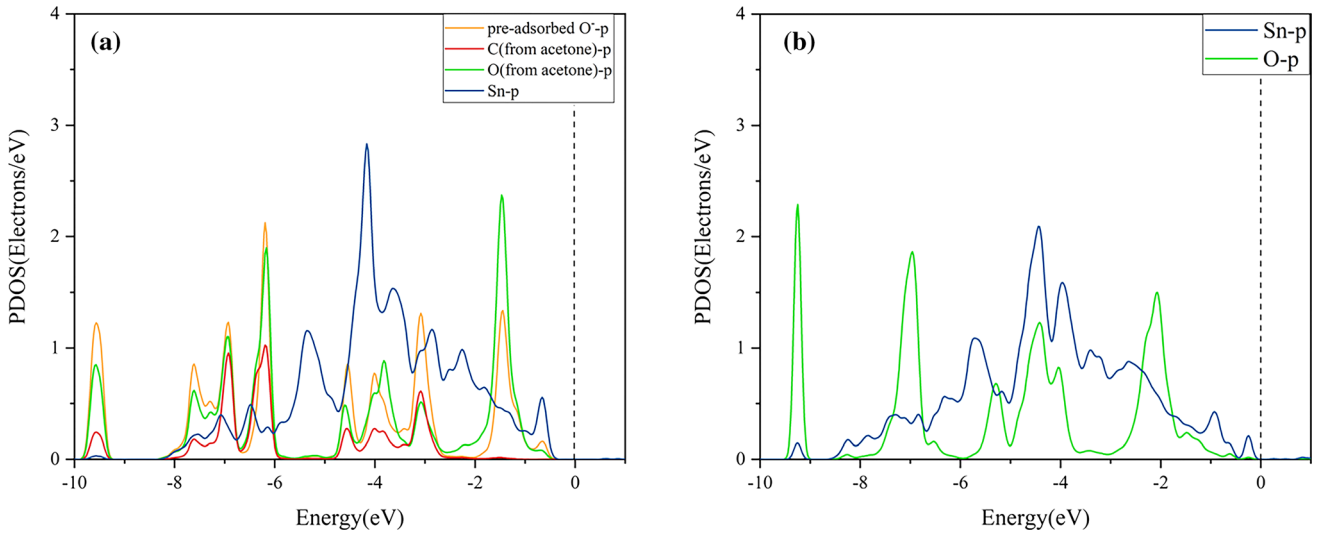 (a)
pre-adsorbed O⁻-p
C(from acetone)-p
O(from acetone)-p
Sn-p
PDOS(Electrons/eV)
4
3
2
1
0
-10
-8
-6
-4
-2
0
Energy(eV)
(b)
Sn-p
O-p
PDOS(Electrons/eV)
4
3
2
1
0
-10
-8
-6
-4
-2
0
Energy(eV)